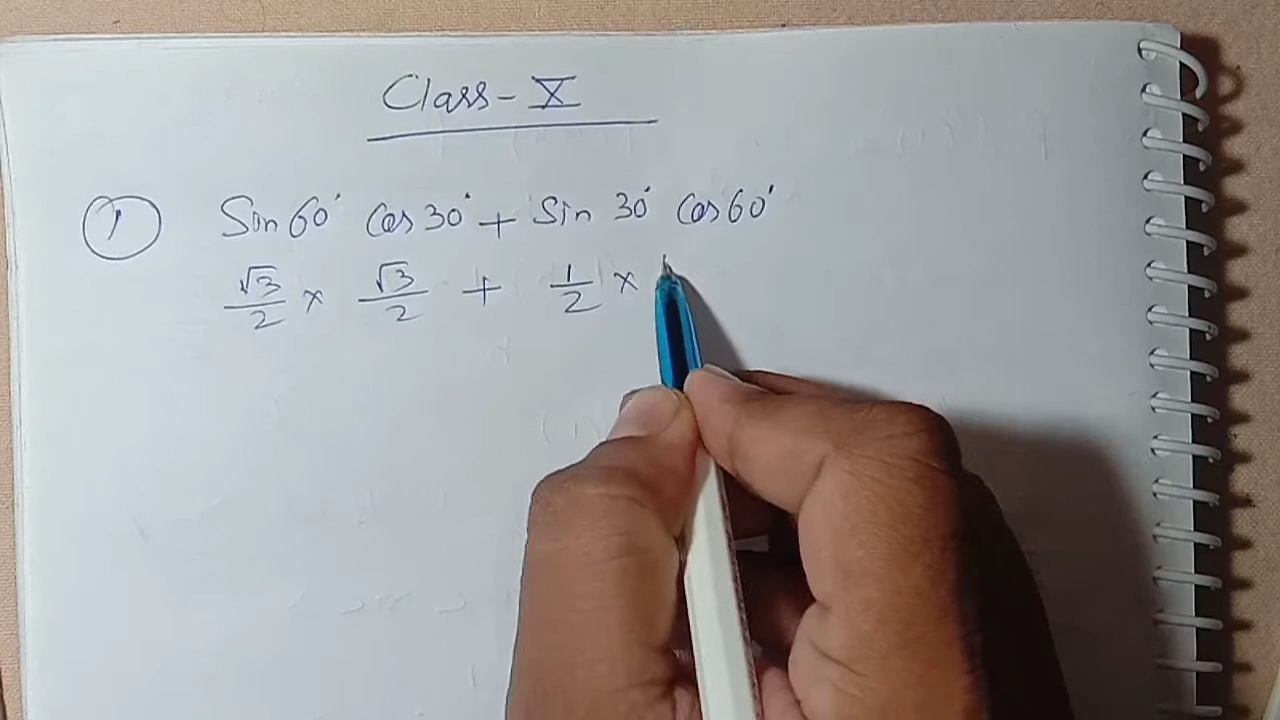 Class-X
1 Sin 60° Cos 30° + Sin 30° Cos 60°
√3/2 × √3/2 + 1/2 ×